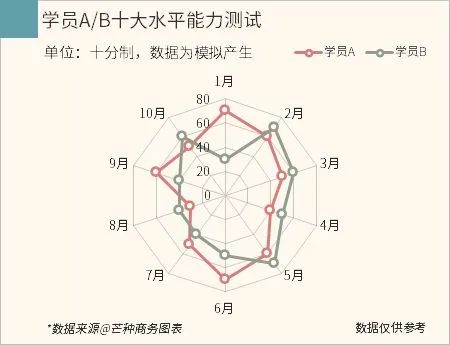 学员A/B十大水平能力测试
单位：十分制，数据为模拟产生
学员A 学员B
1月
80
10月 2月
60
40
9月 3月
20
0
8月 4月
7月 5月
6月
*数据来源@芒种商务图表 数据仅供参考